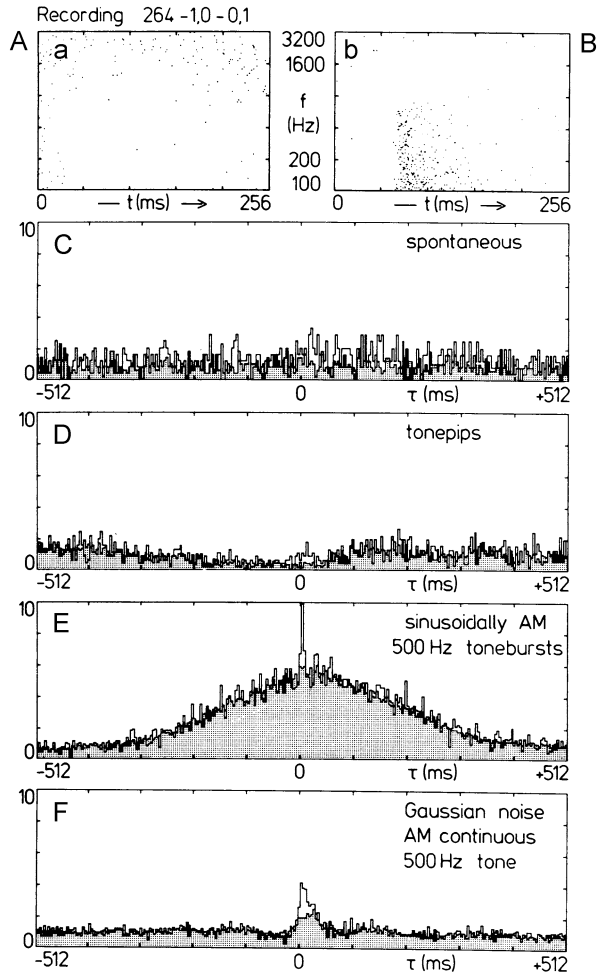 Recording 264 -1,0 -0,1
A a b B
3200
1600
f
(Hz)
200
100
0 — t (ms) → 256
0 — t (ms) → 256
10
C spontaneous
0
-512 0 τ (ms) +512
10
D tonepips
0
-512 0 τ (ms) +512
10
E sinusoidally AM
500 Hz tonebursts
0
-512 0 τ (ms) +512
10
F Gaussian noise
AM continuous
500 Hz tone
0
-512 0 τ (ms) +512